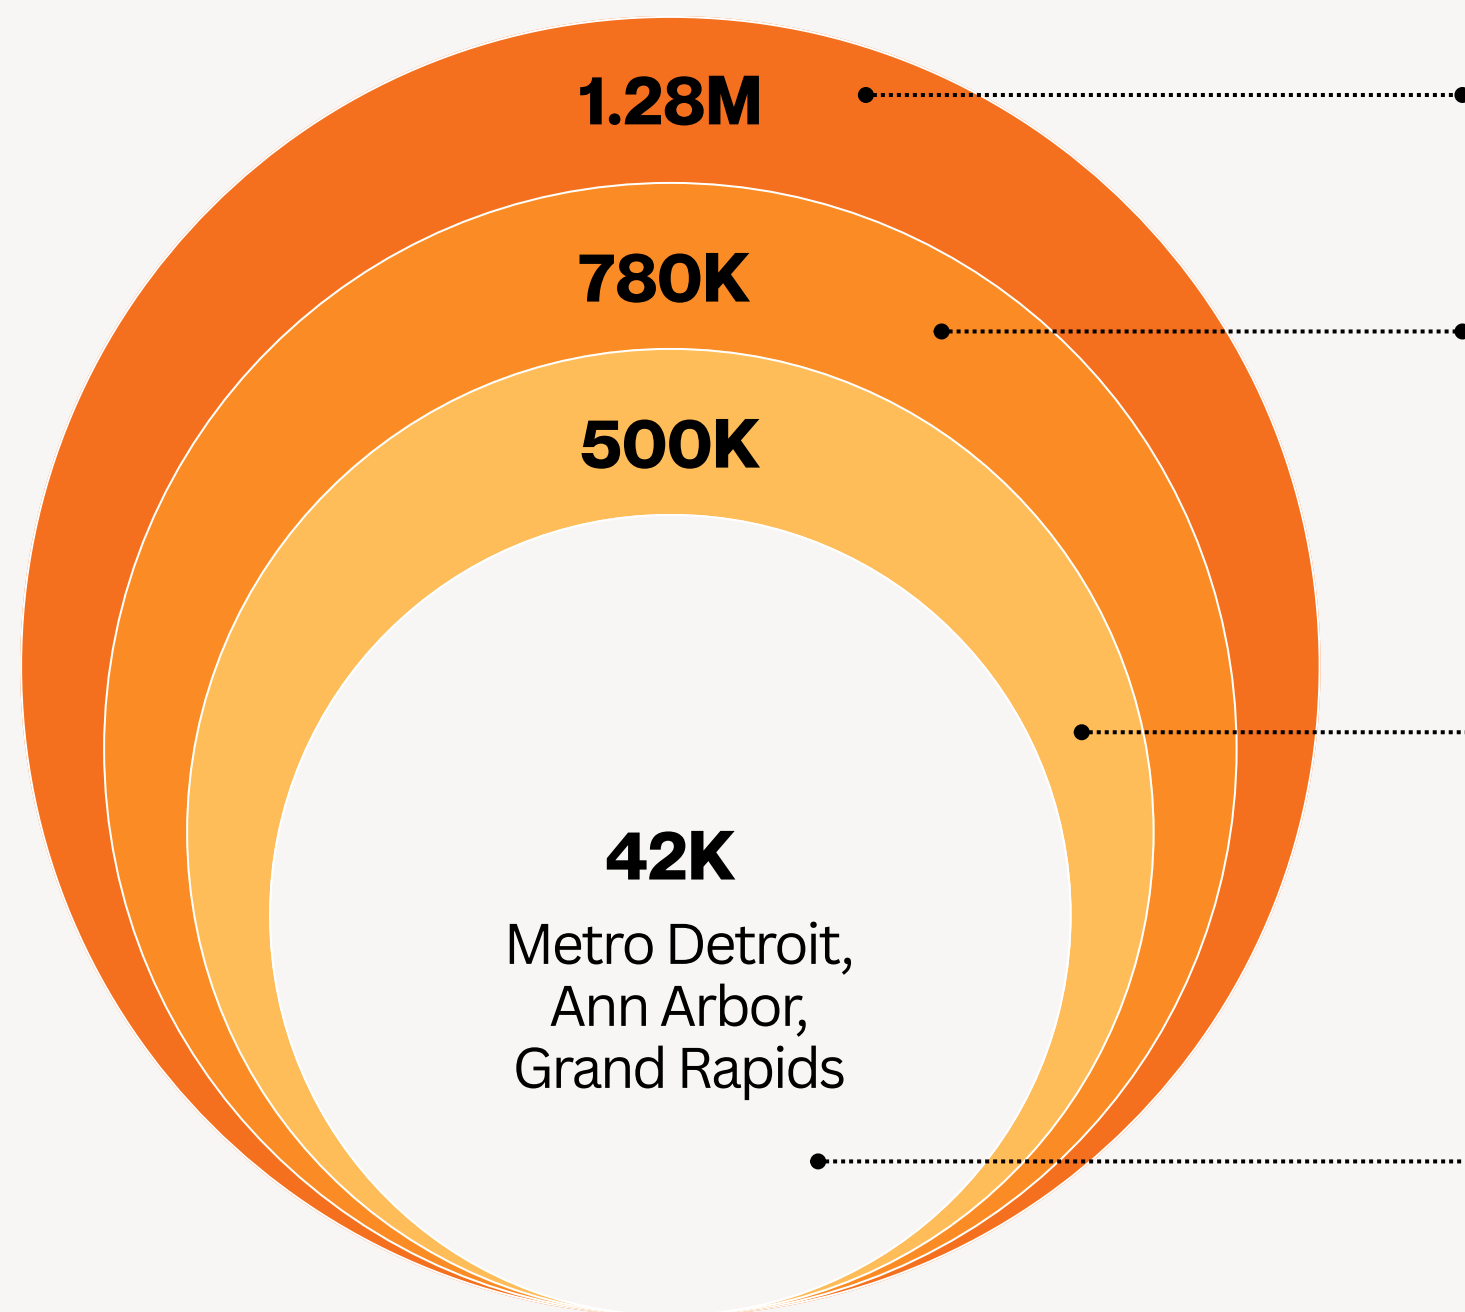 1.28M
780K
500K
42K
Metro Detroit,
Ann Arbor,
Grand Rapids